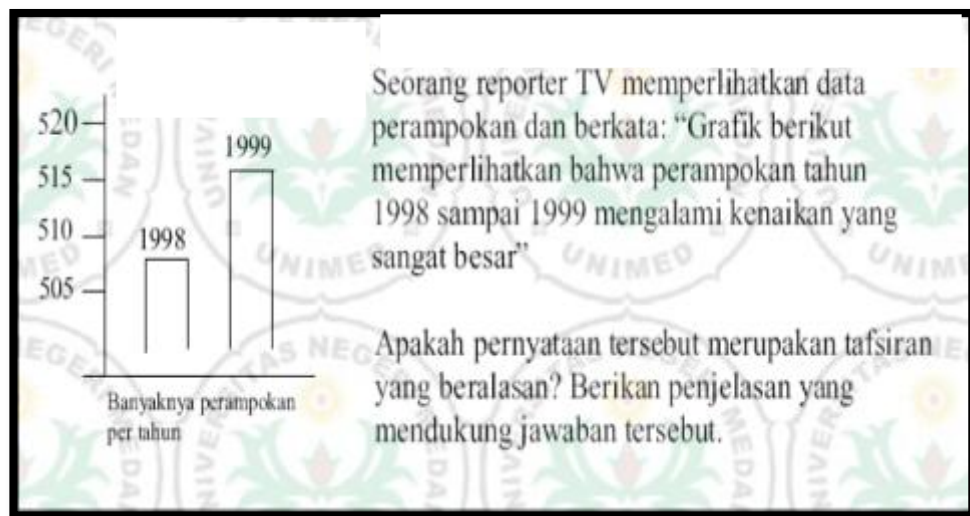 Seorang reporter TV memperlihatkan data
perampokan dan berkata: “Grafik berikut
memperlihatkan bahwa perampokan tahun
1998 sampai 1999 mengalami kenaikan yang
sangat besar”
Apakah pernyataan tersebut merupakan tafsiran
yang beralasan? Berikan penjelasan yang
mendukung jawaban tersebut.
520
515
510
505
1998
1999
Banyaknya perampokan
per tahun
UNIMED
UNIMED